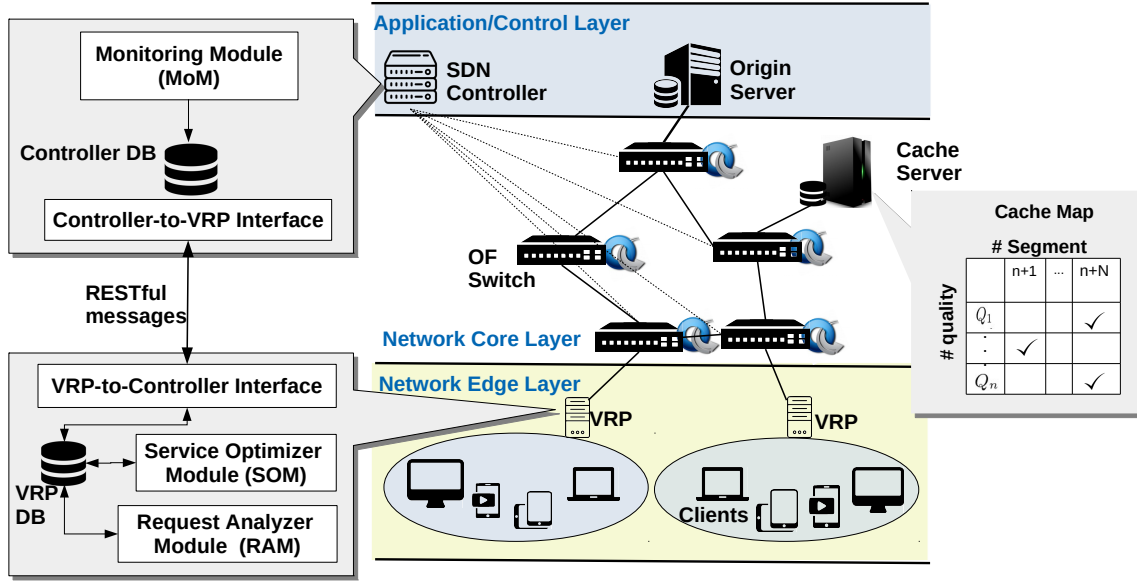 Application/Control Layer
Monitoring Module
(MoM)
SDN
Controller
Origin
Server
Controller DB
Cache
Server
Controller-to-VRP Interface
Cache Map
# Segment
n+1 ... n+N
# quality
Q1
Qn
OF
Switch
RESTful
messages
Network Core Layer
VRP-to-Controller Interface
Network Edge Layer
VRP
VRP
Service Optimizer
Module (SOM)
VRP
DB
Request Analyzer
Module (RAM)
Clients